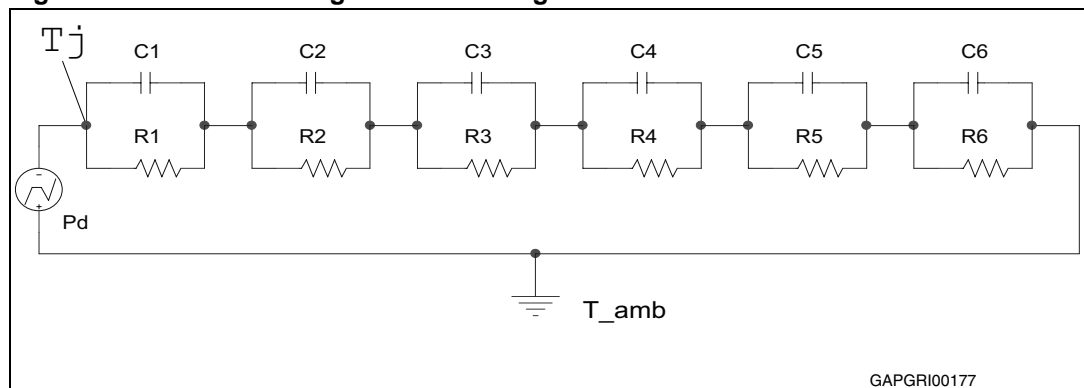 Tj
C1 C2 C3 C4 C5 C6
R1 R2 R3 R4 R5 R6
-
+
Pd
T_amb
GAPGRI00177